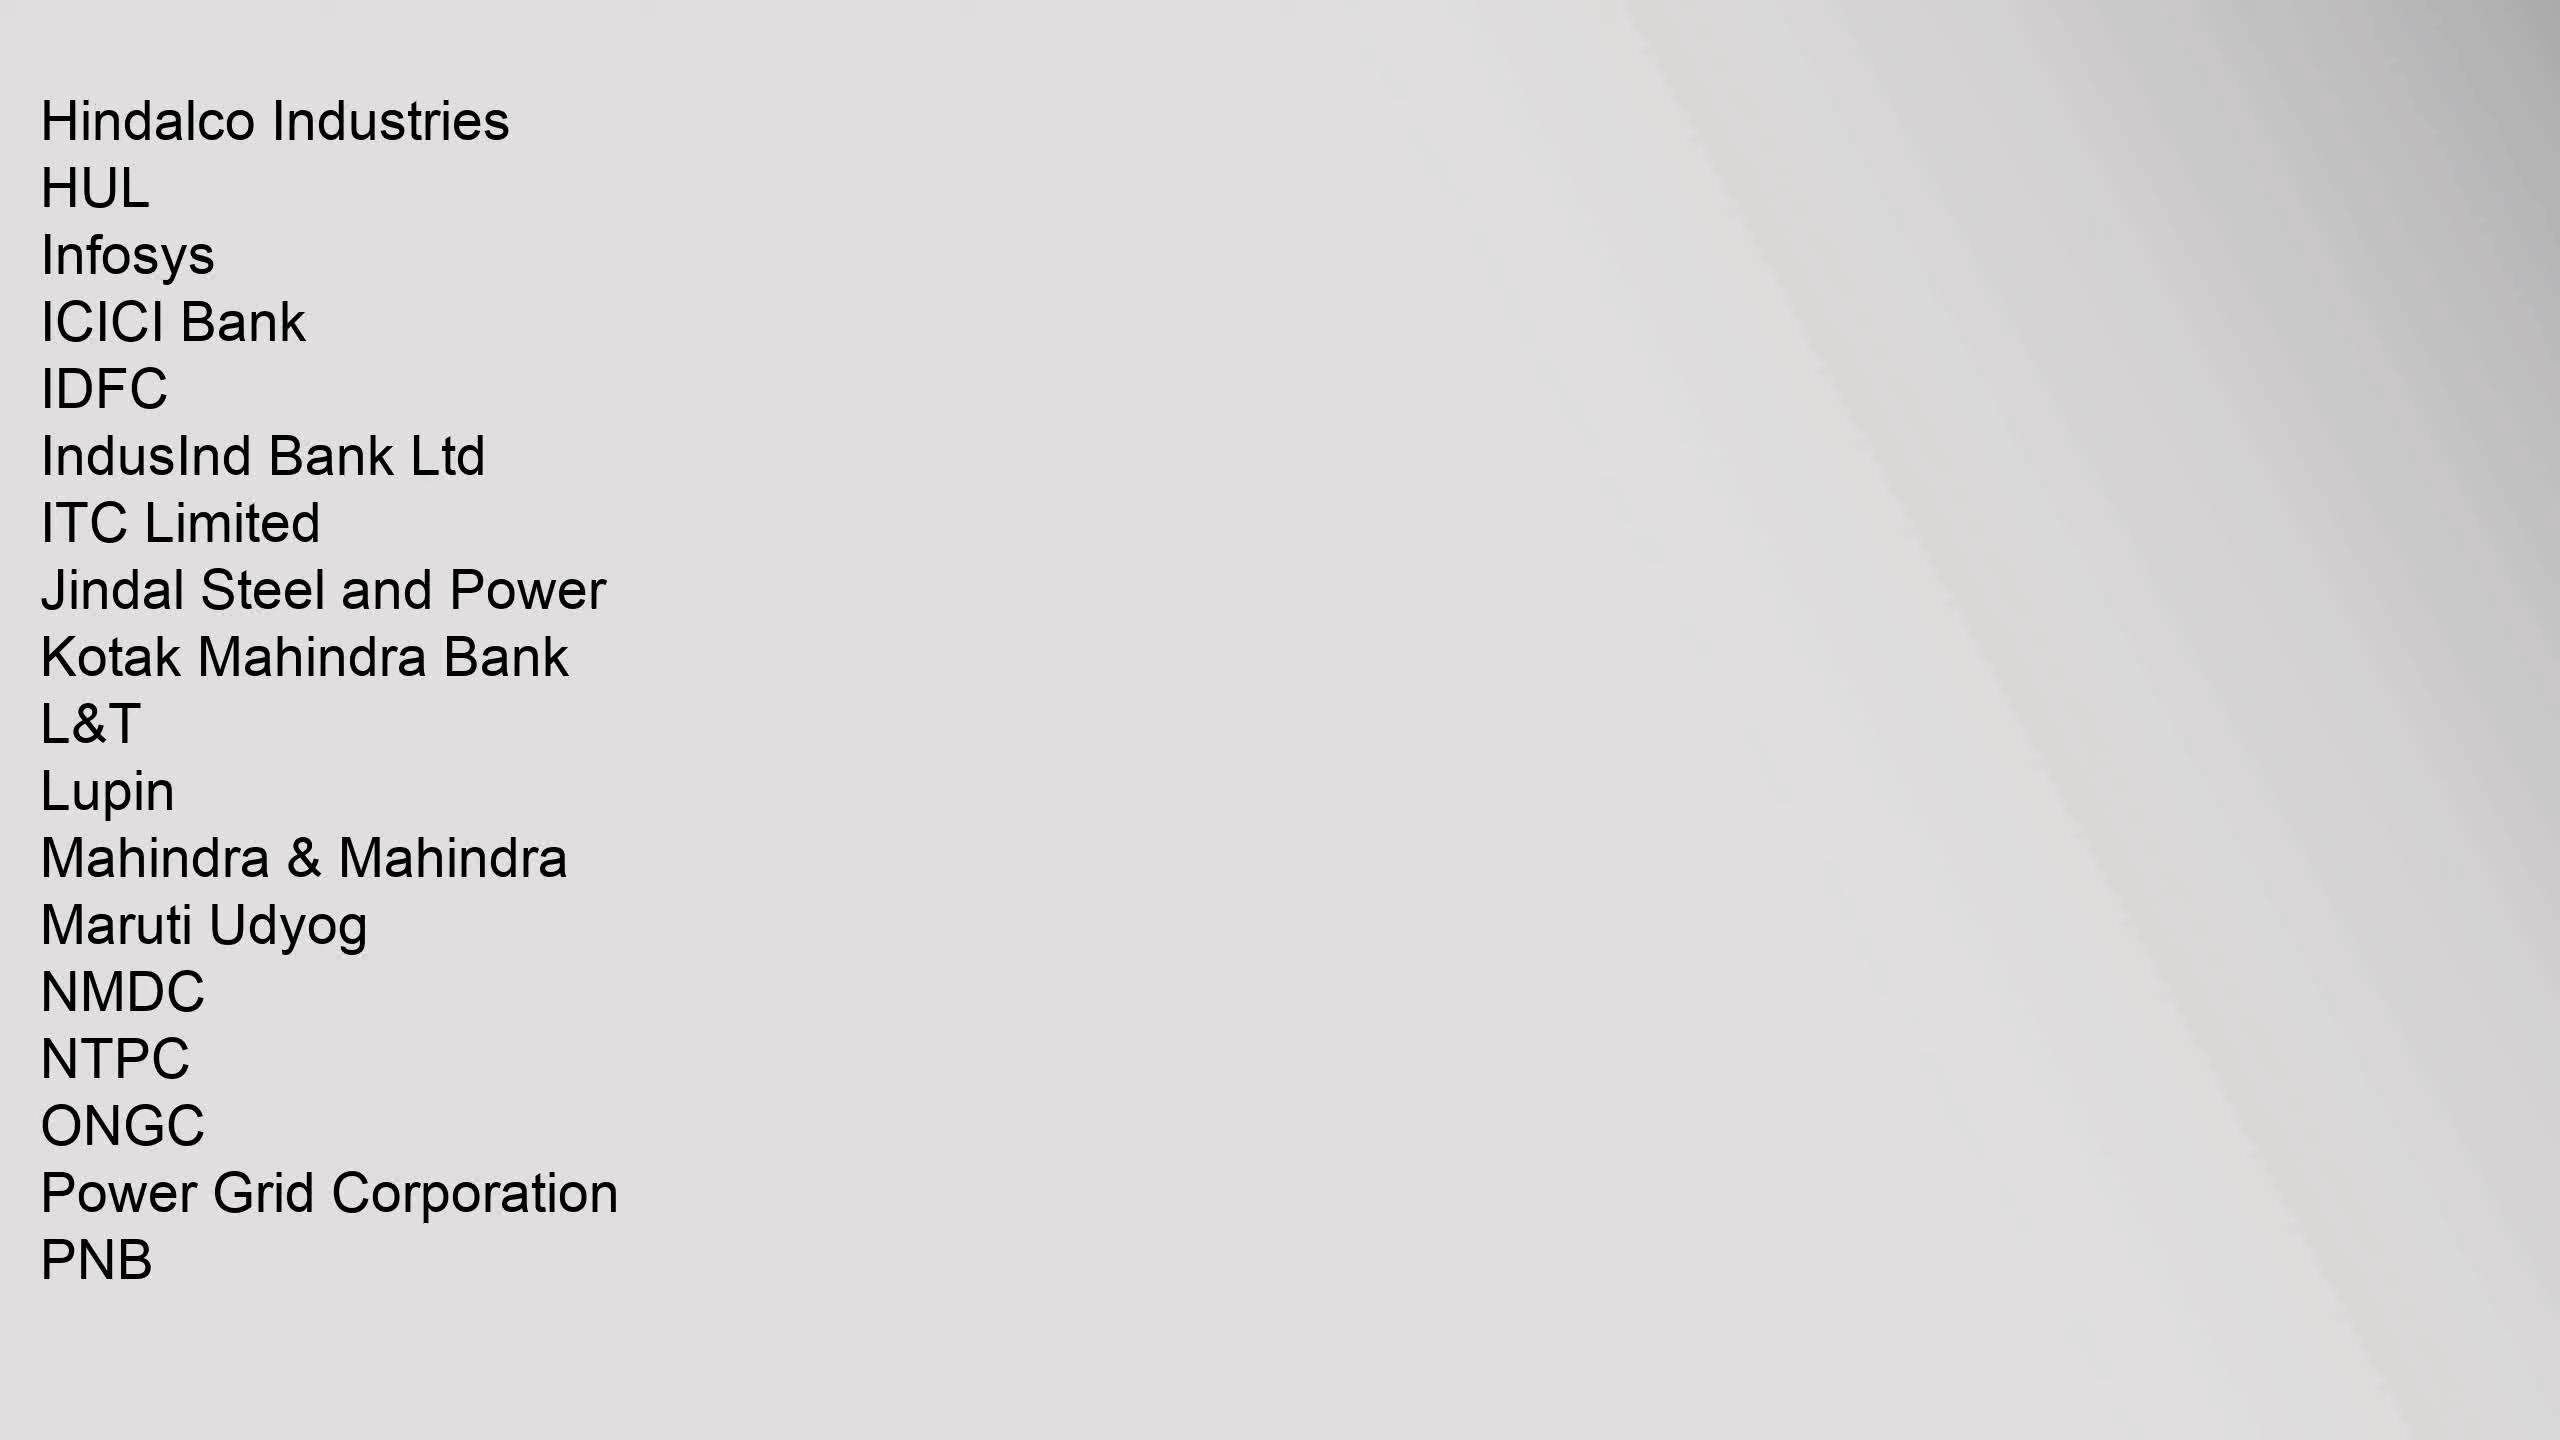 Hindalco Industries
HUL
Infosys
ICICI Bank
IDFC
IndusInd Bank Ltd
ITC Limited
Jindal Steel and Power
Kotak Mahindra Bank
L&T
Lupin
Mahindra & Mahindra
Maruti Udyog
NMDC
NTPC
ONGC
Power Grid Corporation
PNB